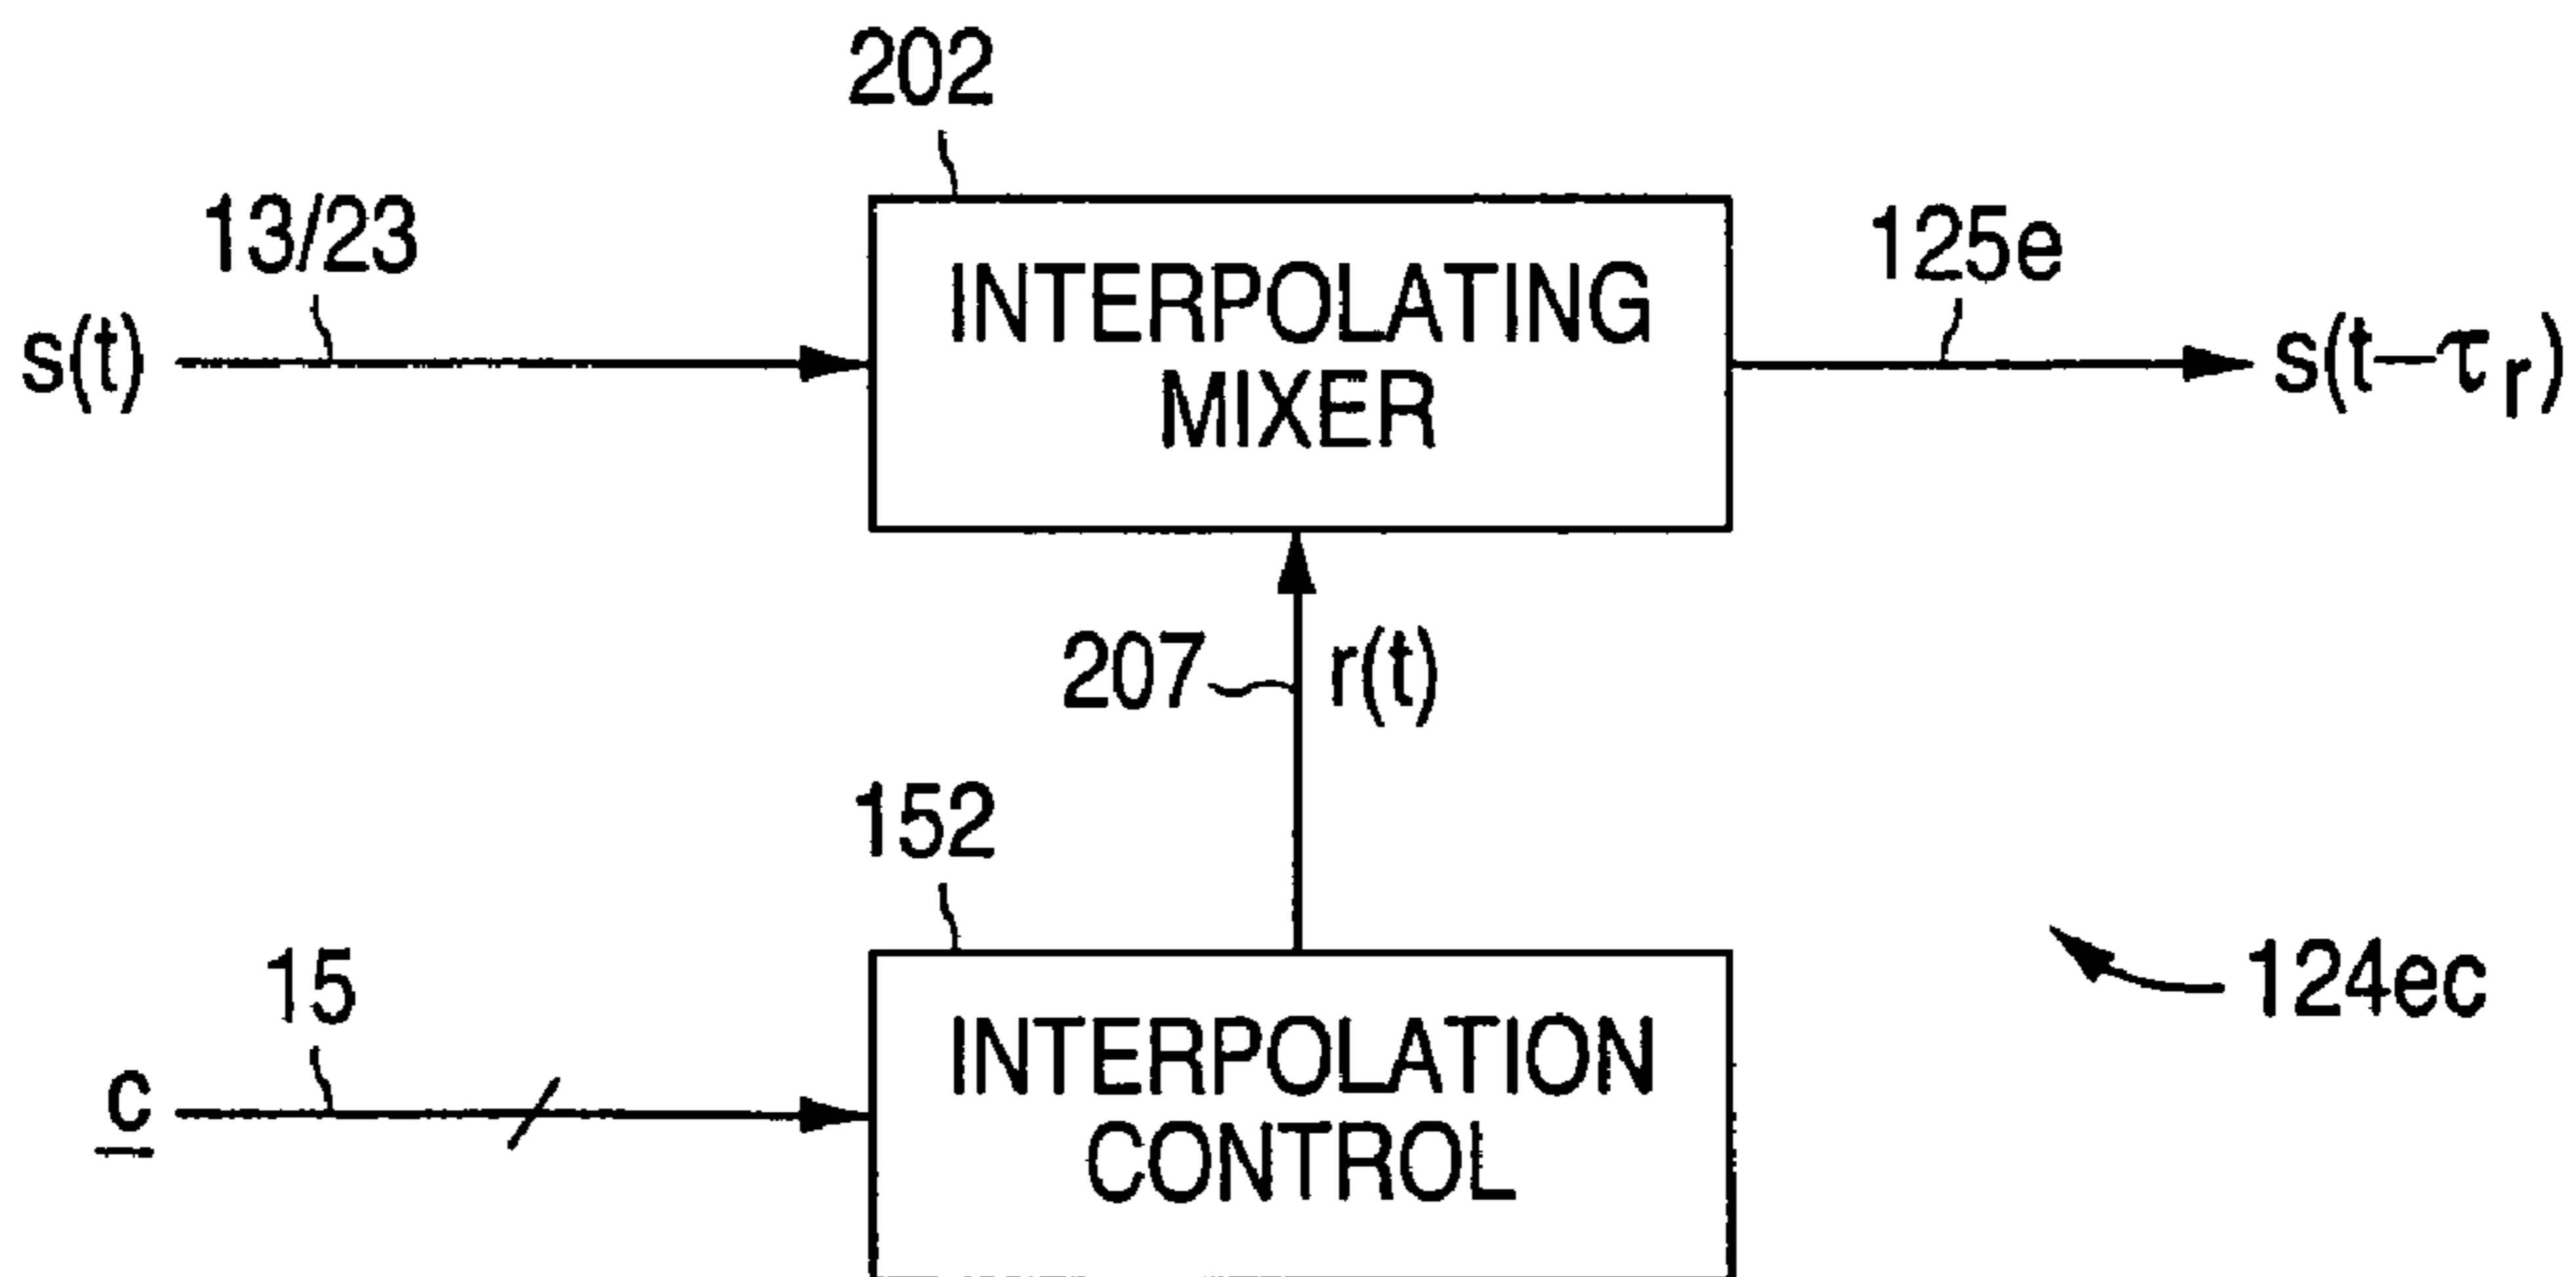 202
13/23
s(t)
INTERPOLATING
MIXER
125e
s(t—τr)
207
r(t)
152
15
c
INTERPOLATION
CONTROL
124ec